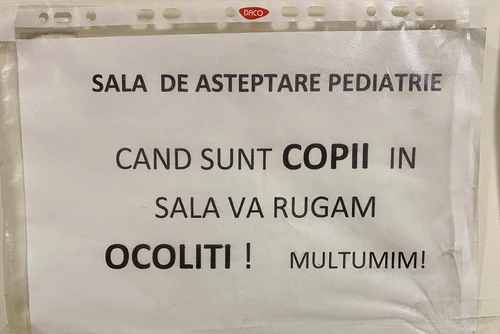 DACO
SALA DE ASTEPTARE PEDIATRIE
CAND SUNT COPII IN
SALA VA RUGAM
OCOLITI ! MULTUMIM!